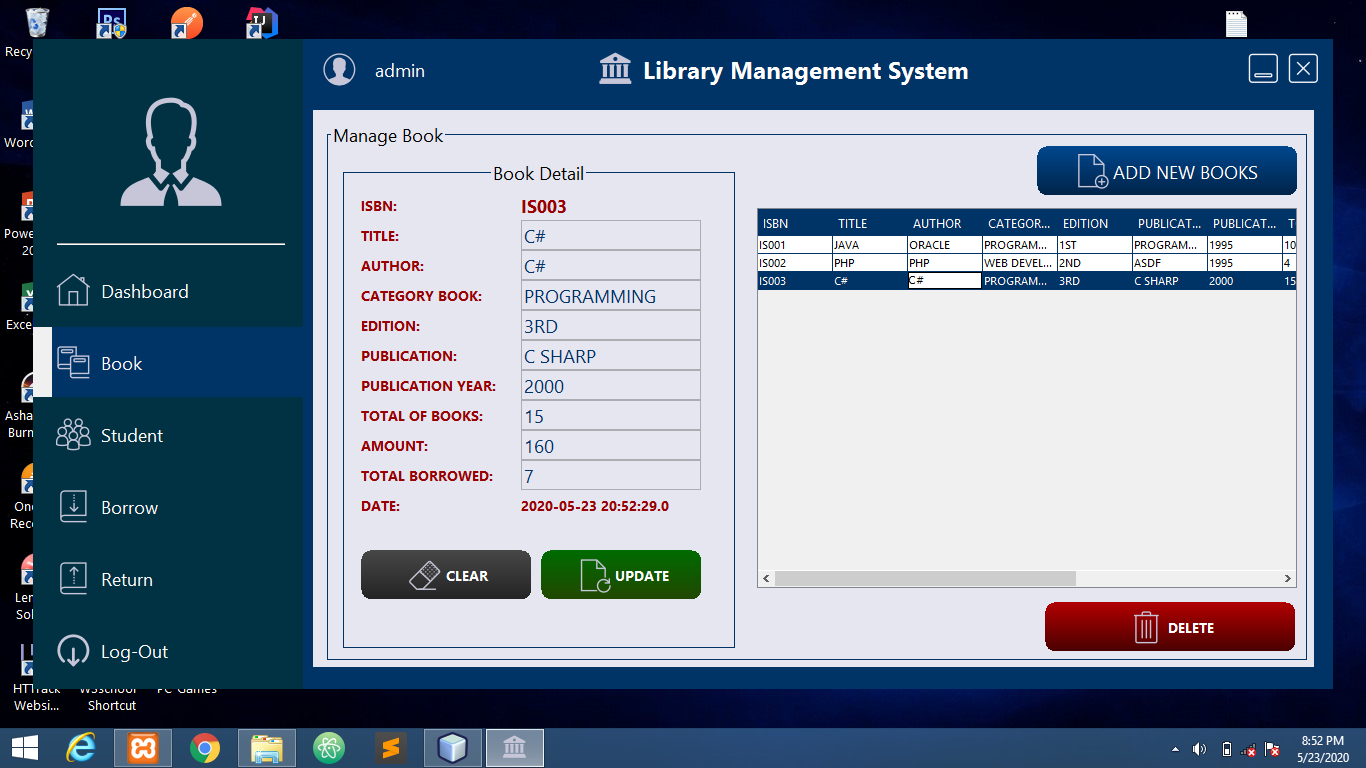 Recy
Word
Powe
20
Exce
Asha
Burn
On
Rec
Len
Sol
HTTrack
Websi...
W3school
Shortcut
PC Games
admin
Library Management System
Dashboard
Book
Student
Borrow
Return
Log-Out
Manage Book
Book Detail
ISBN: IS003
TITLE: C#
AUTHOR: C#
CATEGORY BOOK: PROGRAMMING
EDITION: 3RD
PUBLICATION: C SHARP
PUBLICATION YEAR: 2000
TOTAL OF BOOKS: 15
AMOUNT: 160
TOTAL BORROWED: 7
DATE: 2020-05-23 20:52:29.0
CLEAR UPDATE
ADD NEW BOOKS
ISBN TITLE AUTHOR CATEGOR... EDITION PUBLICAT... PUBLICAT... T
IS001 JAVA ORACLE PROGRAM... 1ST PROGRAM... 1995 10
IS002 PHP PHP WEB DEVEL... 2ND ASDF 1995 4
IS003 C# C# PROGRAM... 3RD C SHARP 2000 15
DELETE
8:52 PM
5/23/2020